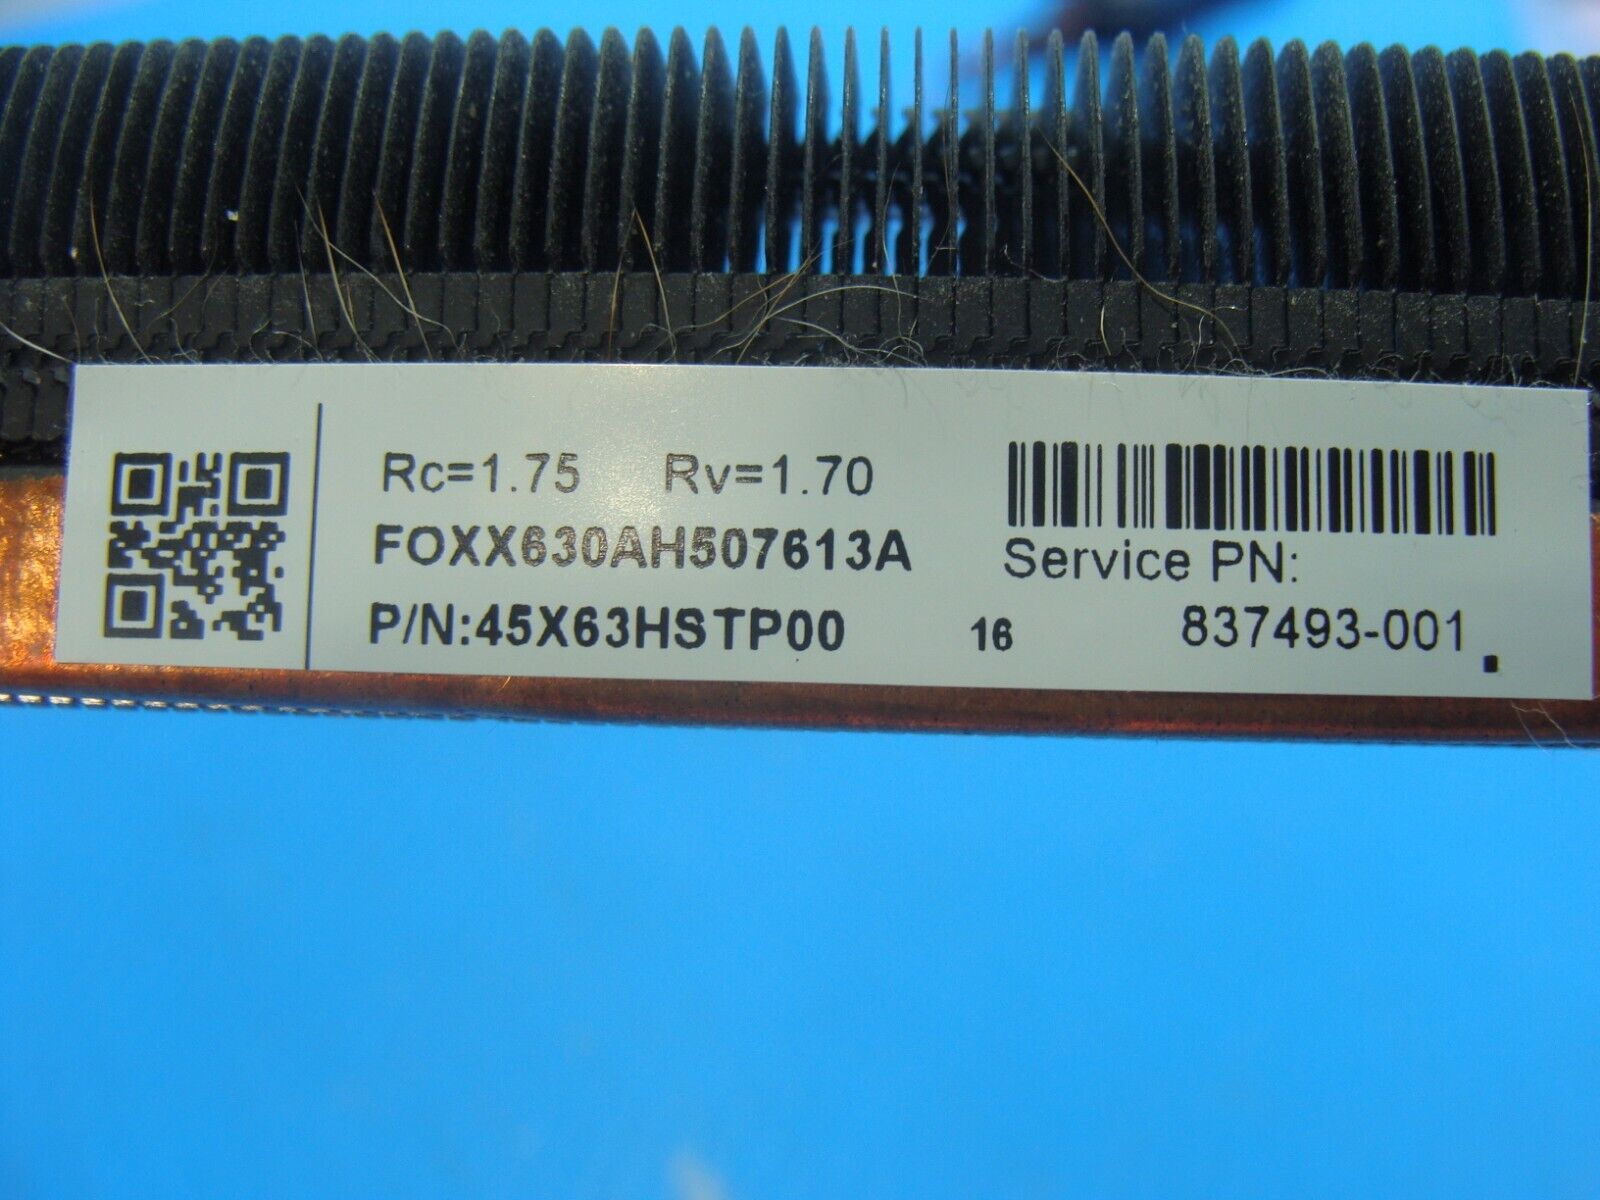 Rc=1.75 Rv=1.70
FOXX630AH507613A
P/N:45X63HSTP00
16
Service PN:
837493-001